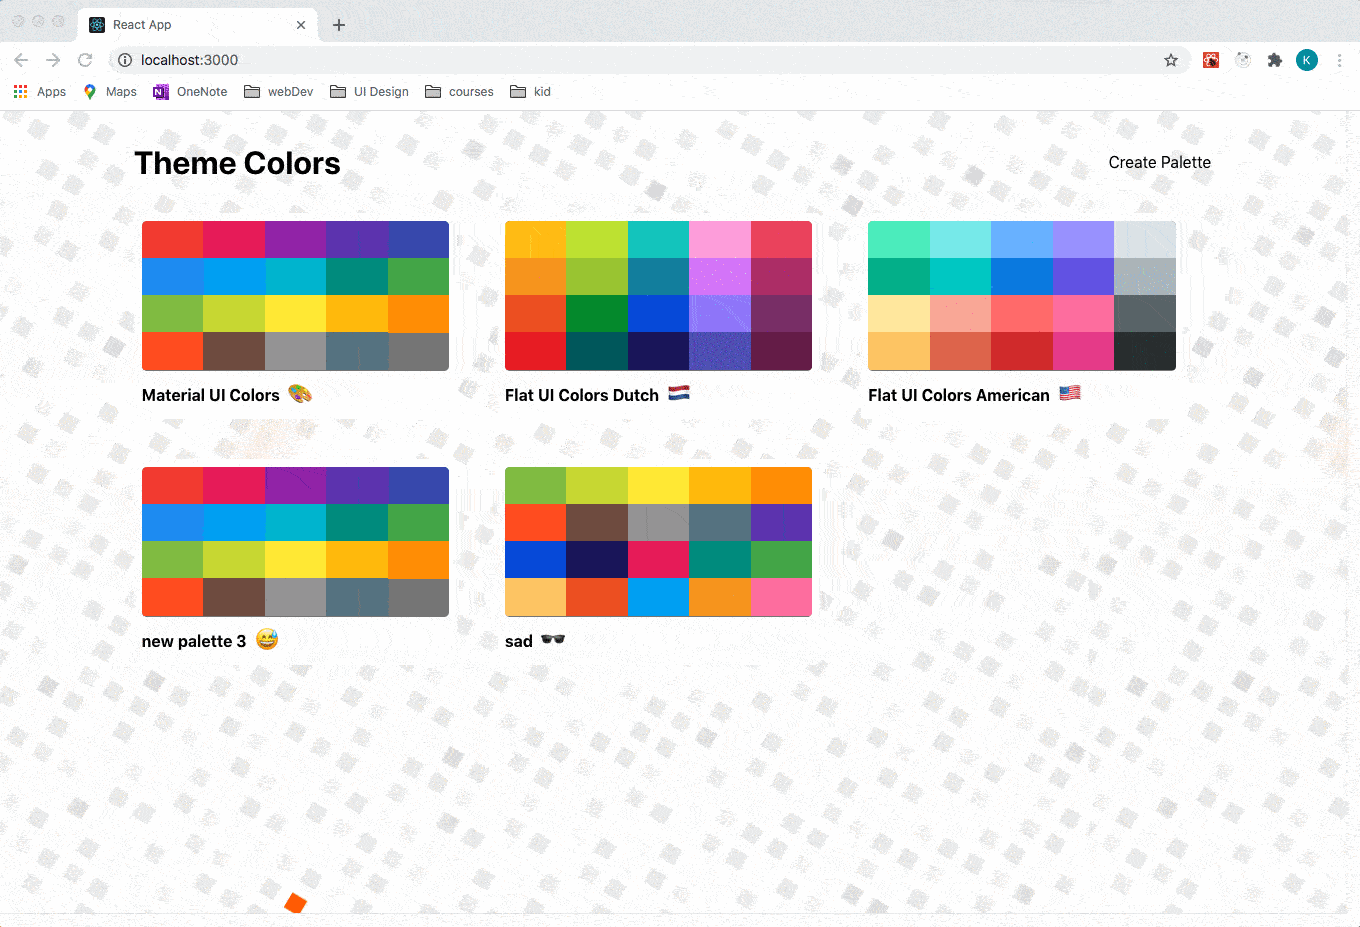 React App
localhost:3000
K
Apps Maps OneNote webDev UI Design courses kid
Theme Colors
Create Palette
Material UI Colors 🎨
Flat UI Colors Dutch 🇳🇱
Flat UI Colors American 🇺🇸
new palette 3 😅
sad 🕶️